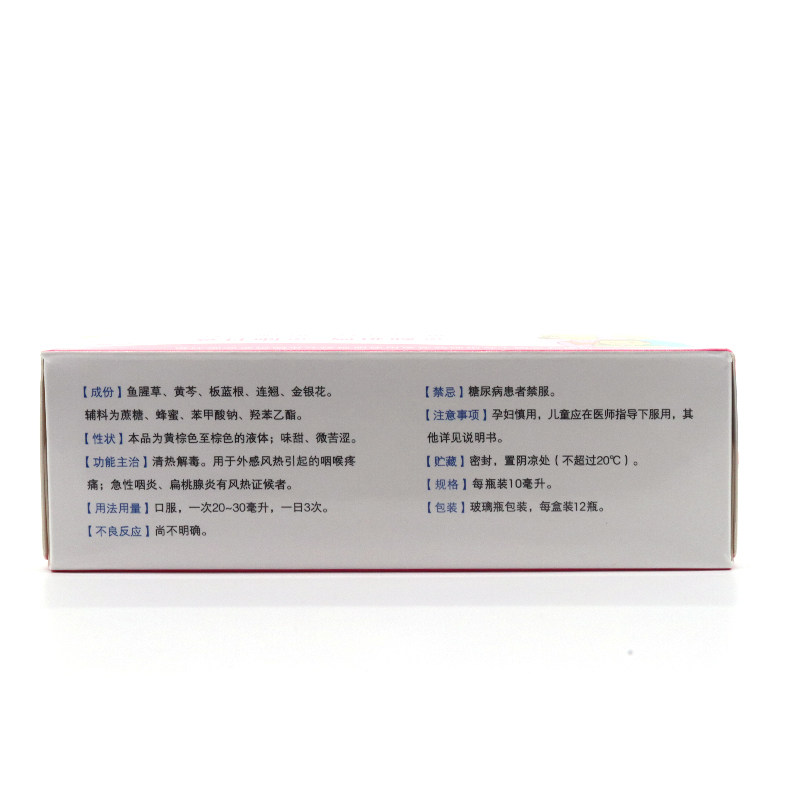 【成份】鱼腥草、黄芩、板蓝根、连翘、金银花。
辅料为蔗糖、蜂蜜、苯甲酸钠、羟苯乙酯。
【性状】本品为黄棕色至棕色的液体；味甜、微苦涩。
【功能主治】清热解毒。用于外感风热引起的咽喉疼
痛；急性咽炎、扁桃腺炎有风热证候者。
【用法用量】口服，一次20~30毫升，一日3次。
【不良反应】尚不明确。
【禁忌】糖尿病患者禁服。
【注意事项】孕妇慎用，儿童应在医师指导下服用，其
他详见说明书。
【贮藏】密封，置阴凉处（不超过20℃）。
【规格】每瓶装10毫升。
【包装】玻璃瓶包装，每盒装12瓶。